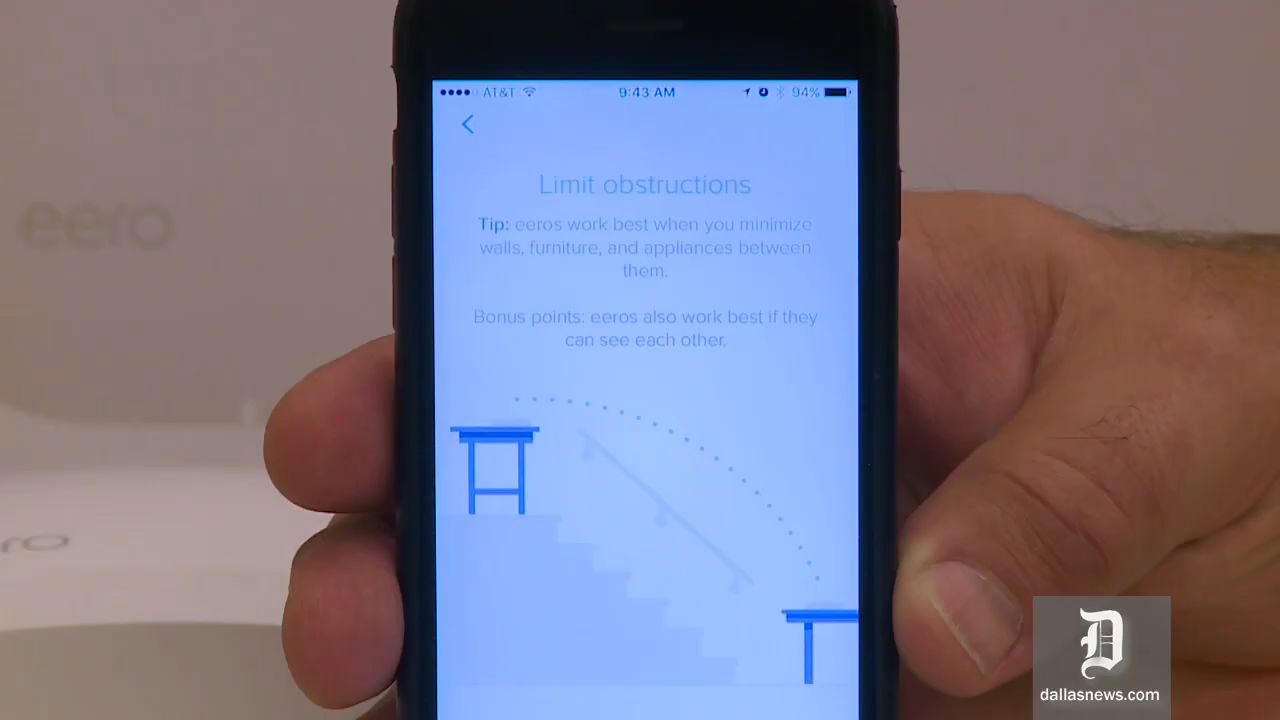 AT&T 9:43 AM 94%
eero
Limit obstructions
Tip: eeros work best when you minimize
walls, furniture, and appliances between
them.
Bonus points: eeros also work best if they
can see each other.
ro
D
dallasnews.com